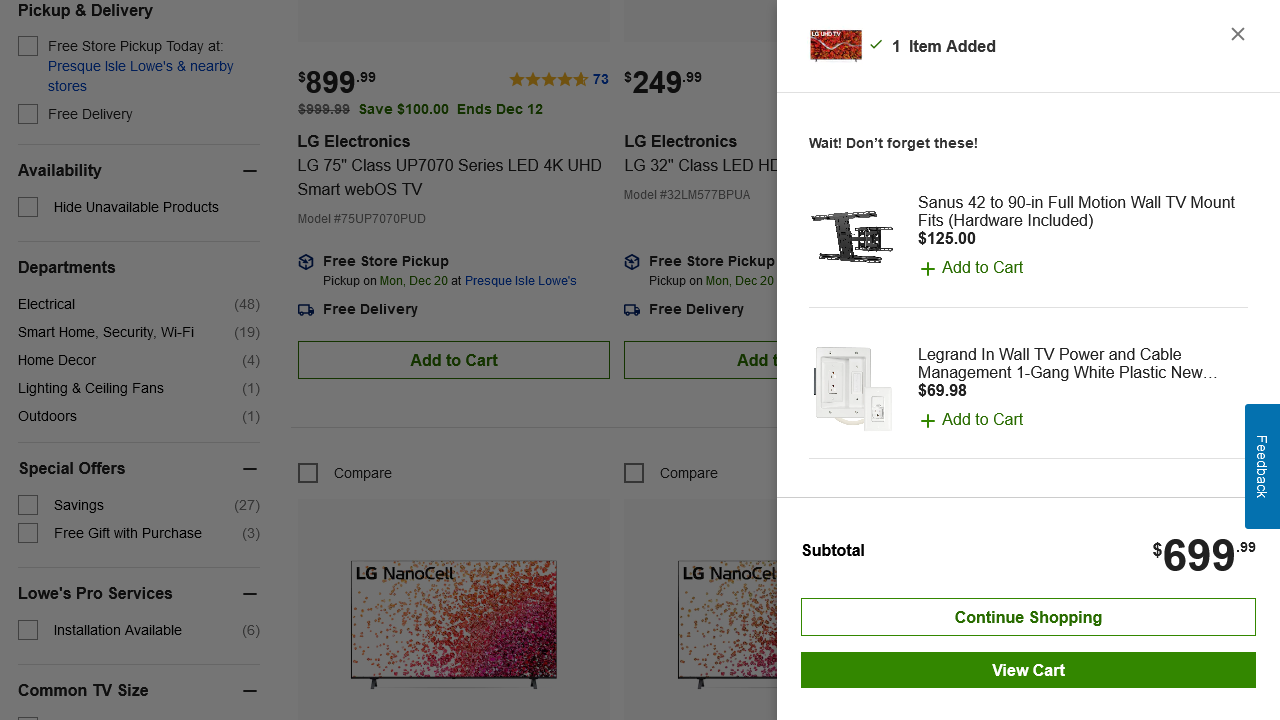 Pickup & Delivery
Free Store Pickup Today at:
Presque Isle Lowe's & nearby
stores
Free Delivery
Availability
Hide Unavailable Products
Departments
Electrical (48)
Smart Home, Security, Wi-Fi (19)
Home Decor (4)
Lighting & Ceiling Fans (1)
Outdoors (1)
Special Offers
Savings (27)
Free Gift with Purchase (3)
Lowe's Pro Services
Installation Available (6)
Common TV Size
$899.99 73
$999.99 Save $100.00 Ends Dec 12
LG Electronics
LG 75" Class UP7070 Series LED 4K UHD
Smart webOS TV
Model #75UP7070PUD
Free Store Pickup
Pickup on Mon, Dec 20 at Presque Isle Lowe's
Free Delivery
Add to Cart
Compare
LG NanoCell
$249.99
LG Electronics
LG 32" Class LED HD
Model #32LM577BPUA
Free Store Pickup
Pickup on Mon, Dec 20
Free Delivery
Add t
Compare
LG NanoCell
LG UHD TV
1 Item Added
Wait! Don’t forget these!
Sanus 42 to 90-in Full Motion Wall TV Mount
Fits (Hardware Included)
$125.00
Add to Cart
Legrand In Wall TV Power and Cable
Management 1-Gang White Plastic New…
$69.98
Add to Cart
Feedback
Subtotal $699.99
Continue Shopping
View Cart